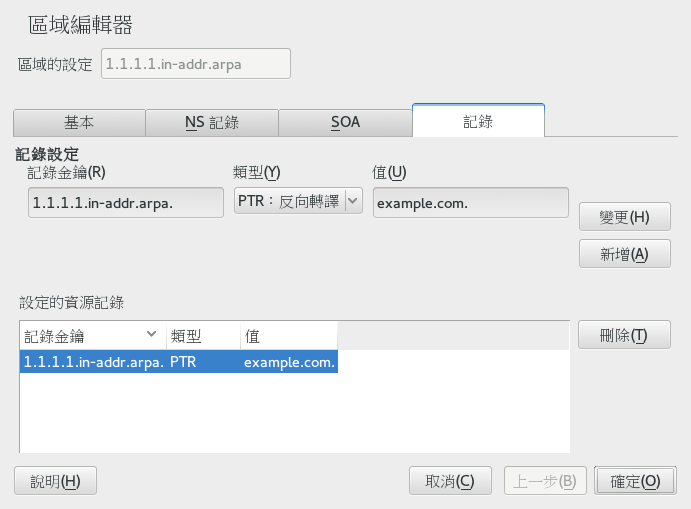 區域編輯器
區域的設定 1.1.1.1.in-addr.arpa
基本 NS 記錄 SOA 記錄
記錄設定
記錄金鑰(R) 類型(Y) 值(U)
1.1.1.1.in-addr.arpa. PTR：反向轉譯 example.com.
變更(H)
新增(A)
設定的資源記錄
記錄金鑰 類型 值 刪除(T)
1.1.1.1.in-addr.arpa. PTR example.com.
說明(H) 取消(C) 上一步(B) 確定(O)